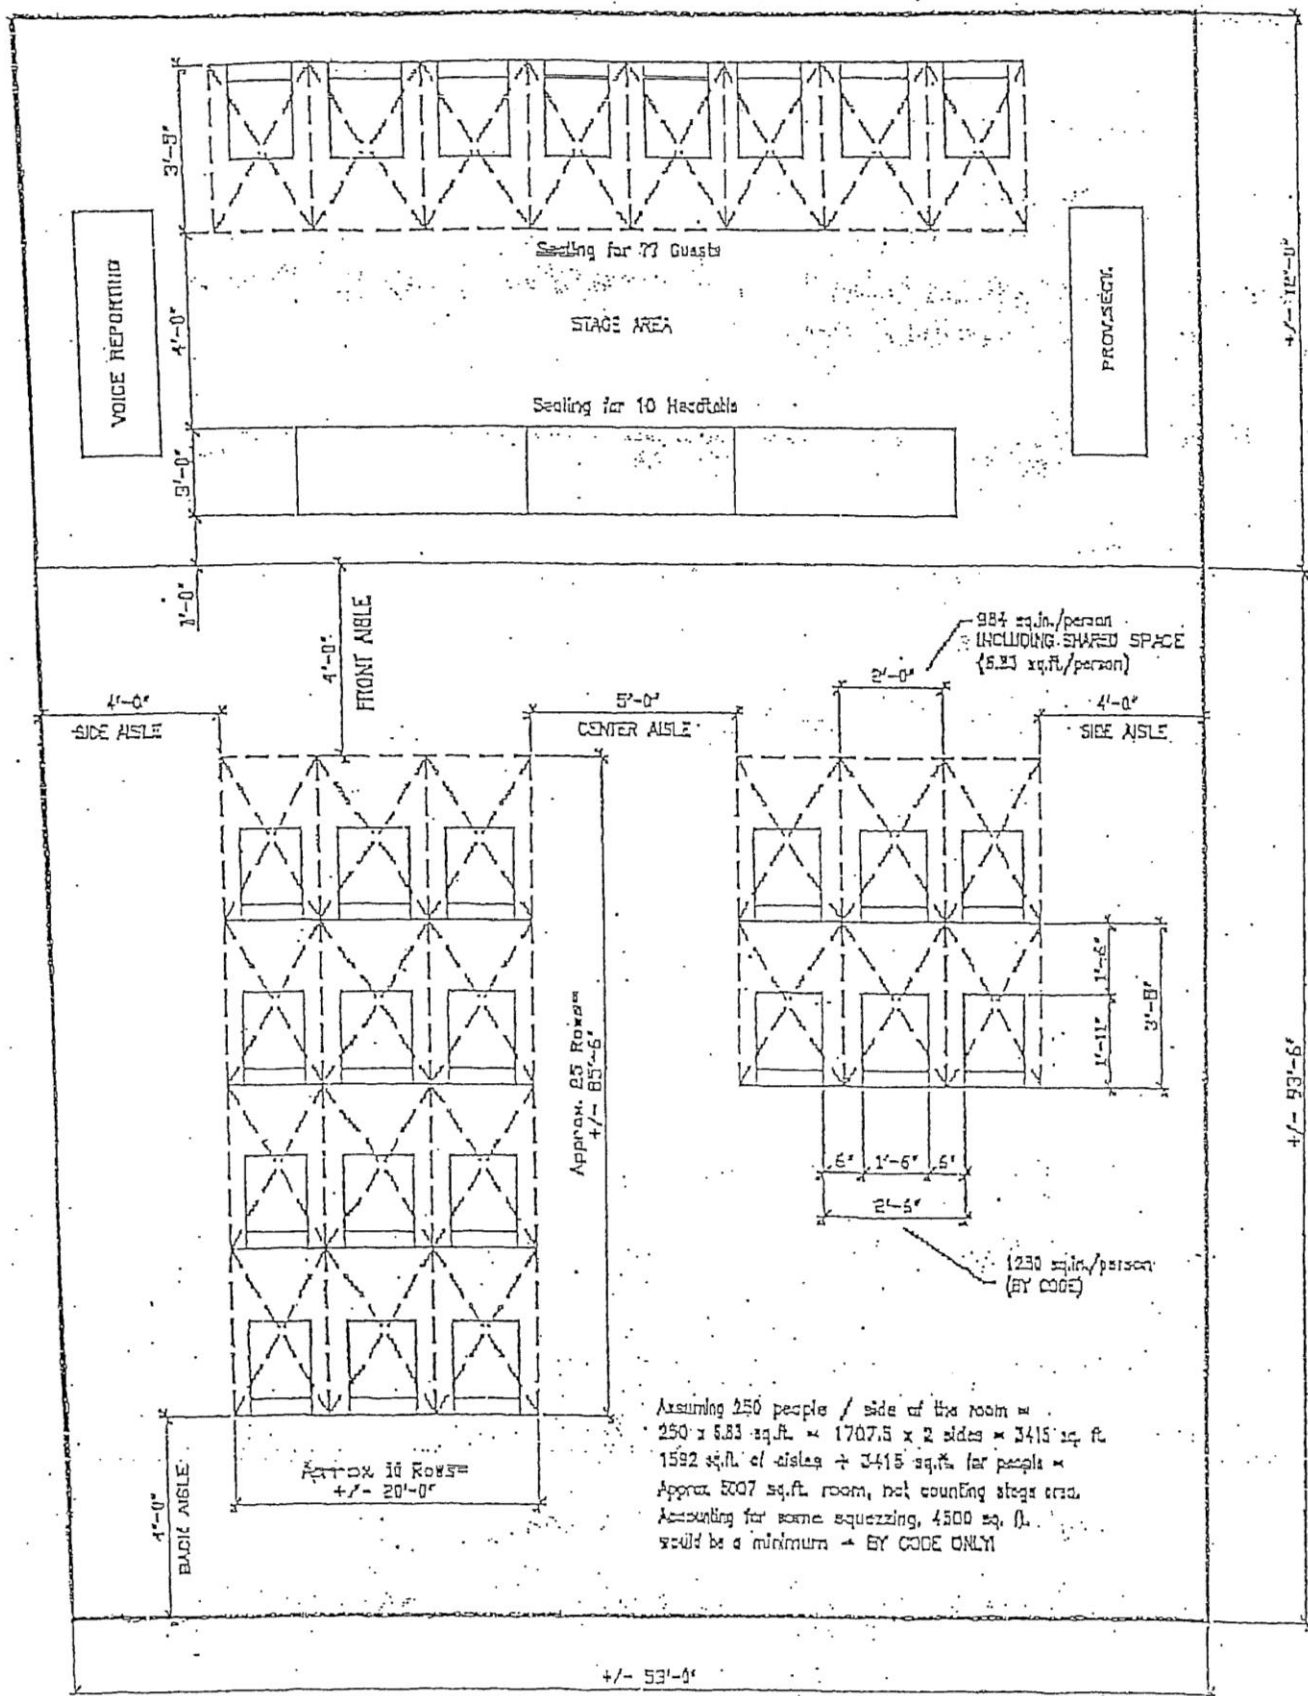 3'-5"
VOICE REPORTING
PROV.SECY.
Seating for ?? Guests
STAGE AREA
4'-0"
Seating for 10 Headtable
3'-0"
1'-0"
+/- 12'-0"
4'-0"
FRONT AISLE
984 sq.in./person
INCLUDING SHARED SPACE
(6.83 sq.ft./person)
2'-0"
4'-0"
SIDE AISLE
5'-0"
CENTER AISLE
4'-0"
SIDE AISLE
Approx. 25 Rows=
+/- 85'-6"
1'-6"
1'-11"
+/- 93'-6"
6"
1'-6"
6"
2'-6"
1230 sq.in./person
(BY CODE)
Assuming 250 people / side of the room =
250 x 6.83 sq.ft. = 1707.5 x 2 sides = 3415 sq. ft.
1592 sq.ft. of aisles + 3415 sq.ft. for people =
Approx. 5007 sq.ft. room, not counting stage area.
Accounting for some squezzing, 4500 sq. ft.
would be a minimum - BY CODE ONLY!
Approx 10 Rows=
+/- 20'-0"
4'-0"
BACK AISLE
+/- 53'-0"